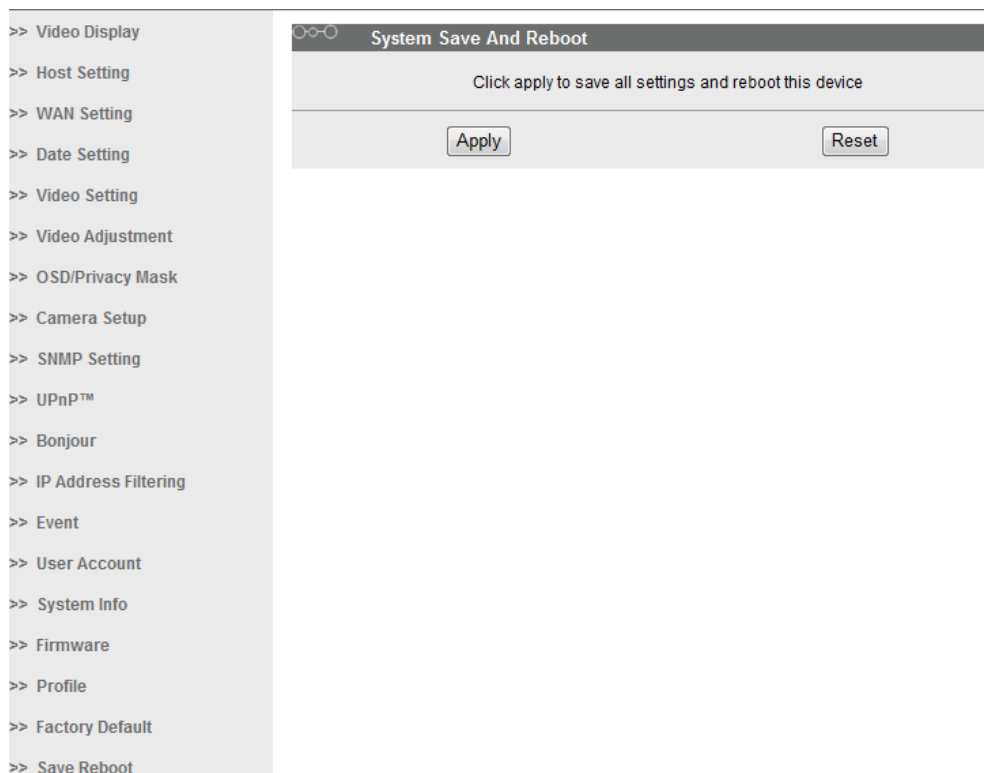 >> Video Display
>> Host Setting
>> WAN Setting
>> Date Setting
>> Video Setting
>> Video Adjustment
>> OSD/Privacy Mask
>> Camera Setup
>> SNMP Setting
>> UPnP™
>> Bonjour
>> IP Address Filtering
>> Event
>> User Account
>> System Info
>> Firmware
>> Profile
>> Factory Default
>> Save Reboot
System Save And Reboot
Click apply to save all settings and reboot this device
Apply Reset